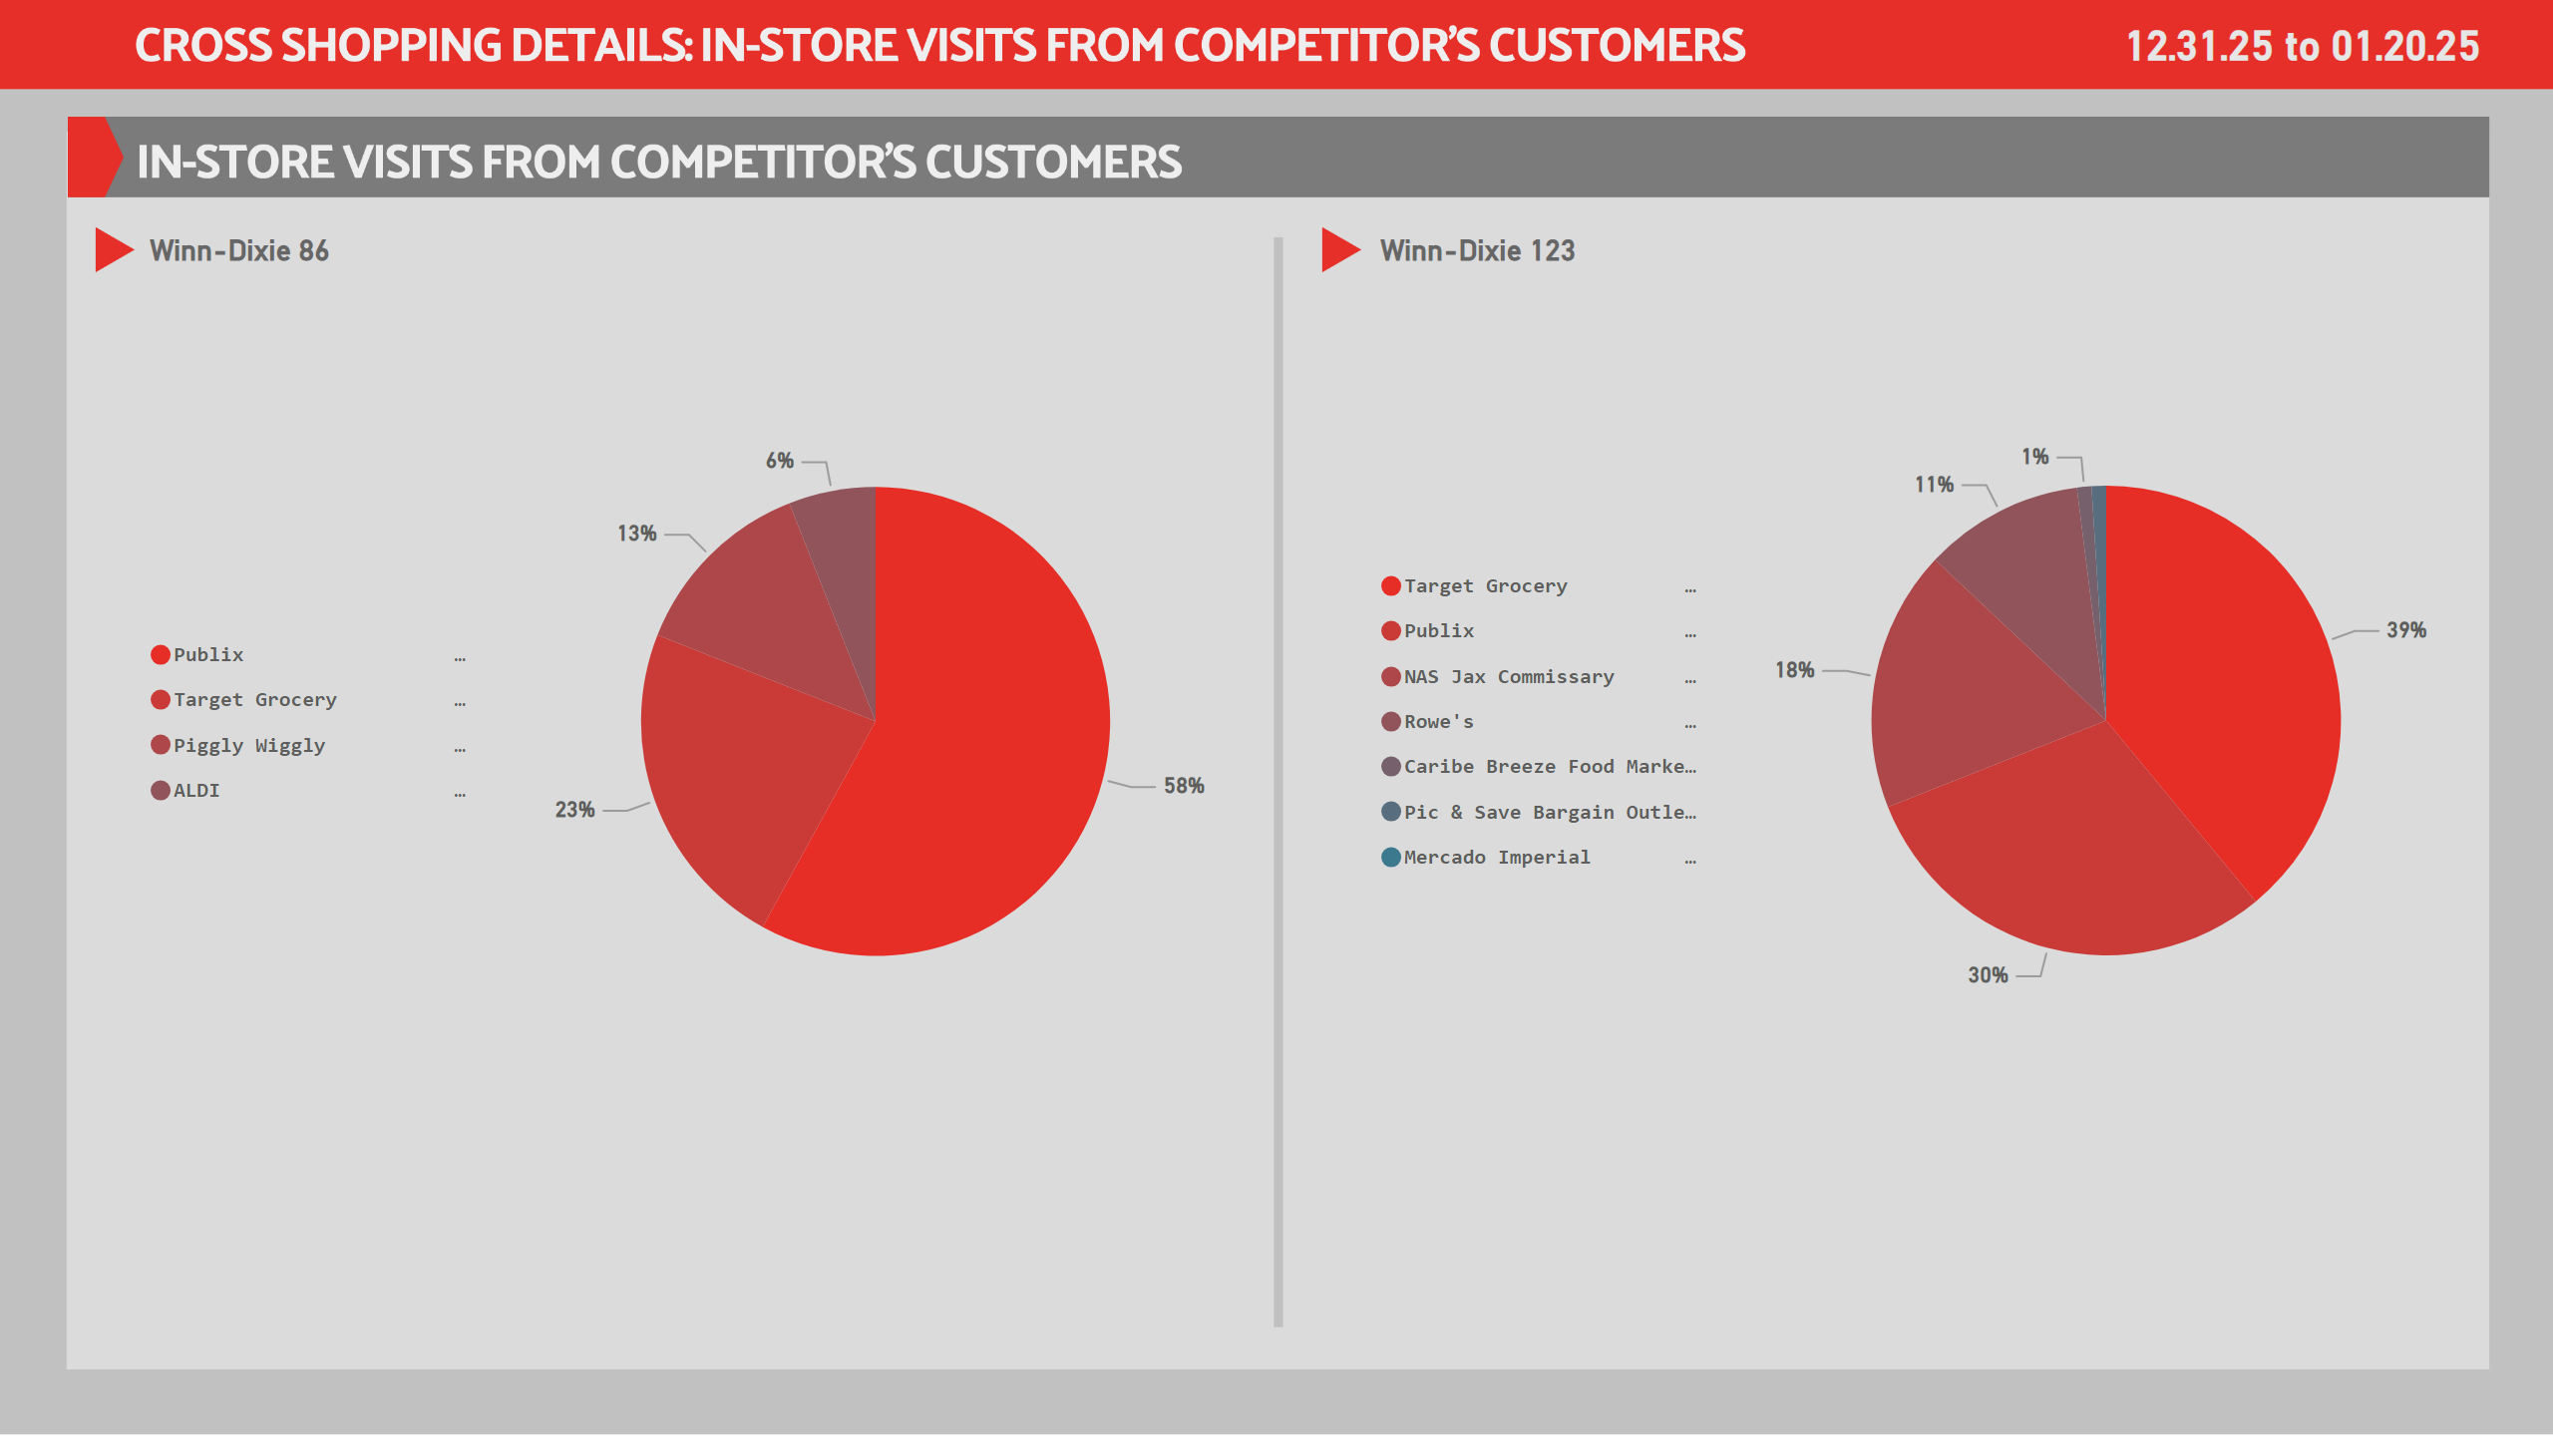 CROSS SHOPPING DETAILS: IN-STORE VISITS FROM COMPETITOR'S CUSTOMERS
12.31.25 to 01.20.25
IN-STORE VISITS FROM COMPETITOR'S CUSTOMERS
Winn-Dixie 86
6%
13%
58%
23%
Publix …
Target Grocery …
Piggly Wiggly …
ALDI …
Winn-Dixie 123
1%
11%
39%
18%
30%
Target Grocery …
Publix …
NAS Jax Commissary …
Rowe's …
Caribe Breeze Food Marke…
Pic & Save Bargain Outle…
Mercado Imperial …